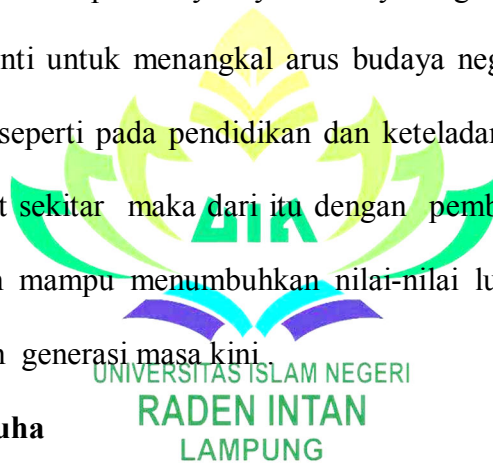 nti untuk menangkal arus budaya neg
seperti pada pendidikan dan keteladan
t sekitar maka dari itu dengan pemb
mampu menumbuhkan nilai-nilai lu
generasi masa kini .
UNIVERSITAS ISLAM NEGERI
RADEN INTAN
uha
LAMPUNG